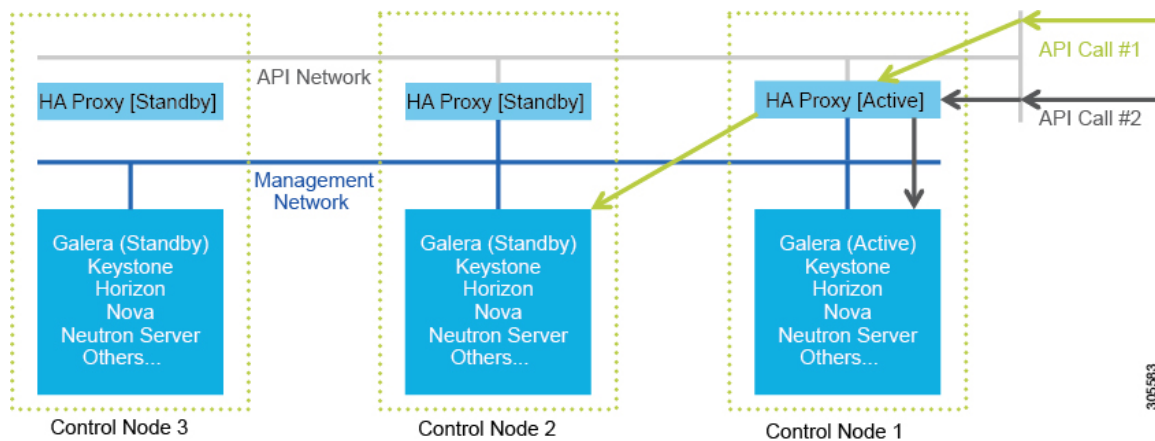 API Call #1
API Network
HA Proxy [Standby]
HA Proxy [Standby]
HA Proxy [Active]
API Call #2
Management
Network
Galera (Standby)
Keystone
Horizon
Nova
Neutron Server
Others...
Galera (Standby)
Keystone
Horizon
Nova
Neutron Server
Others...
Galera (Active)
Keystone
Horizon
Nova
Neutron Server
Others...
Control Node 3
Control Node 2
Control Node 1
305583